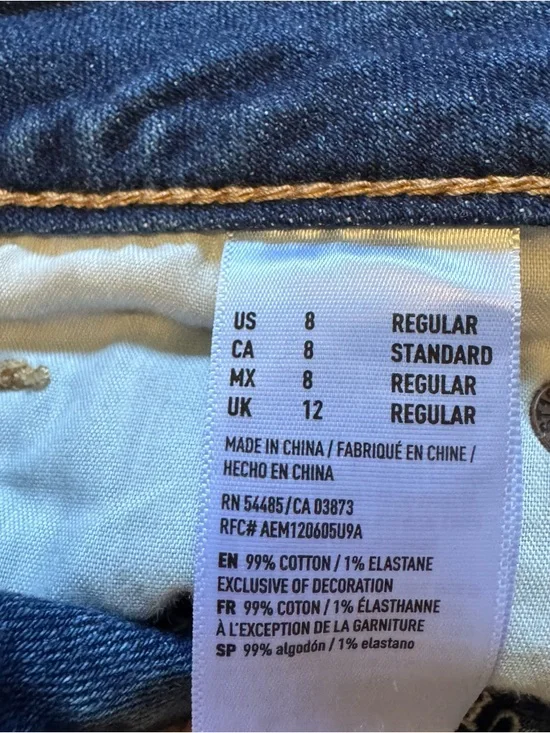 US 8 REGULAR
CA 8 STANDARD
MX 8 REGULAR
UK 12 REGULAR
MADE IN CHINA / FABRIQUÉ EN CHINE /
HECHO EN CHINA
RN 54485/CA 03873
RFC# AEM120605U9A
EN 99% COTTON / 1% ELASTANE
EXCLUSIVE OF DECORATION
FR 99% COTON / 1% ÉLASTHANNE
À L'EXCEPTION DE LA GARNITURE
SP 99% algodón / 1% elastano